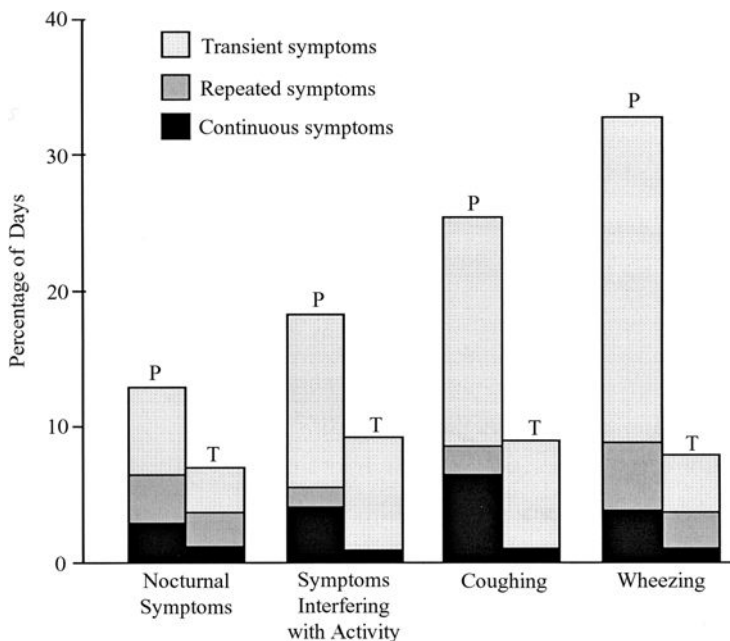 40
30
20
10
0
Percentage of Days
Transient symptoms
Repeated symptoms
Continuous symptoms
P
T
P
T
P
T
P
T
Nocturnal
Symptoms
Symptoms
Interfering
with Activity
Coughing
Wheezing